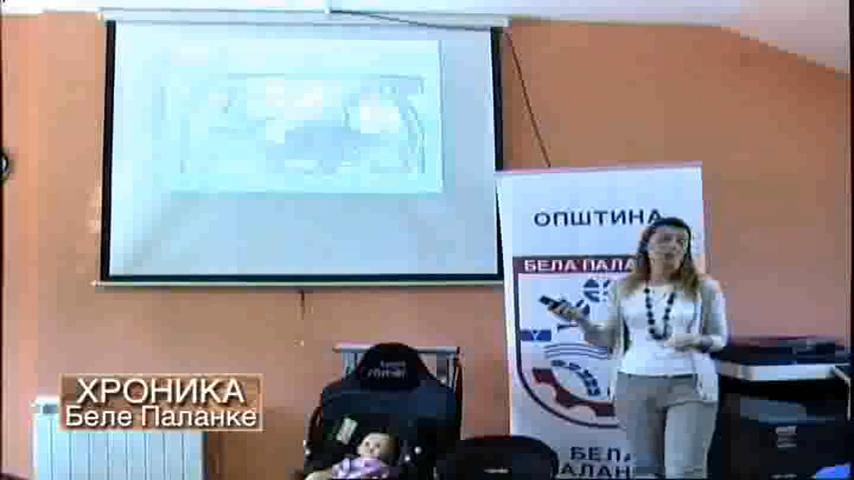 ОПШТИНА
БЕЛА ПАЛА
БЕЛА
ПАЛАН
ХРОНИКА
Беле Паланке